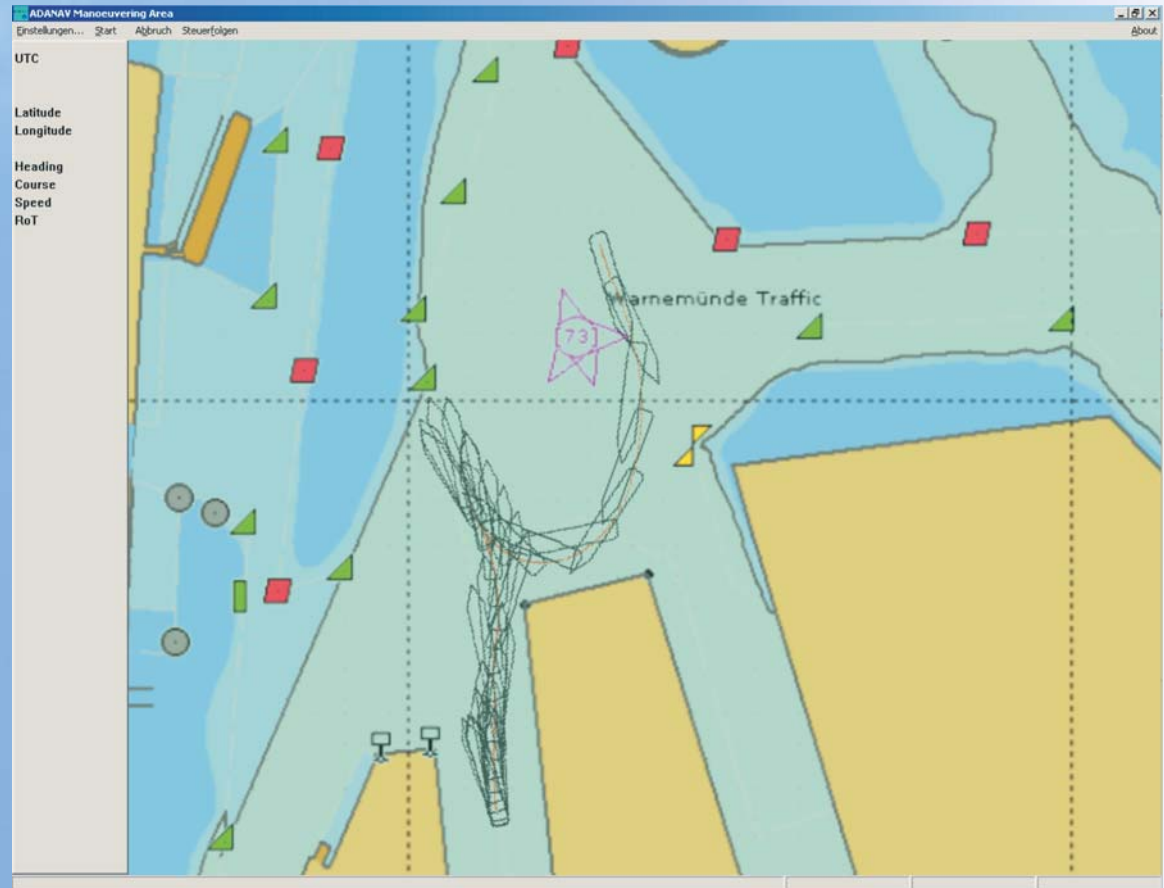 ADANAV Manoeuvering Area
Einstellungen... Start Abbruch Steuerfolgen About
UTC
Latitude
Longitude
Heading
Course
Speed
RoT
Warnemünde Traffic
73